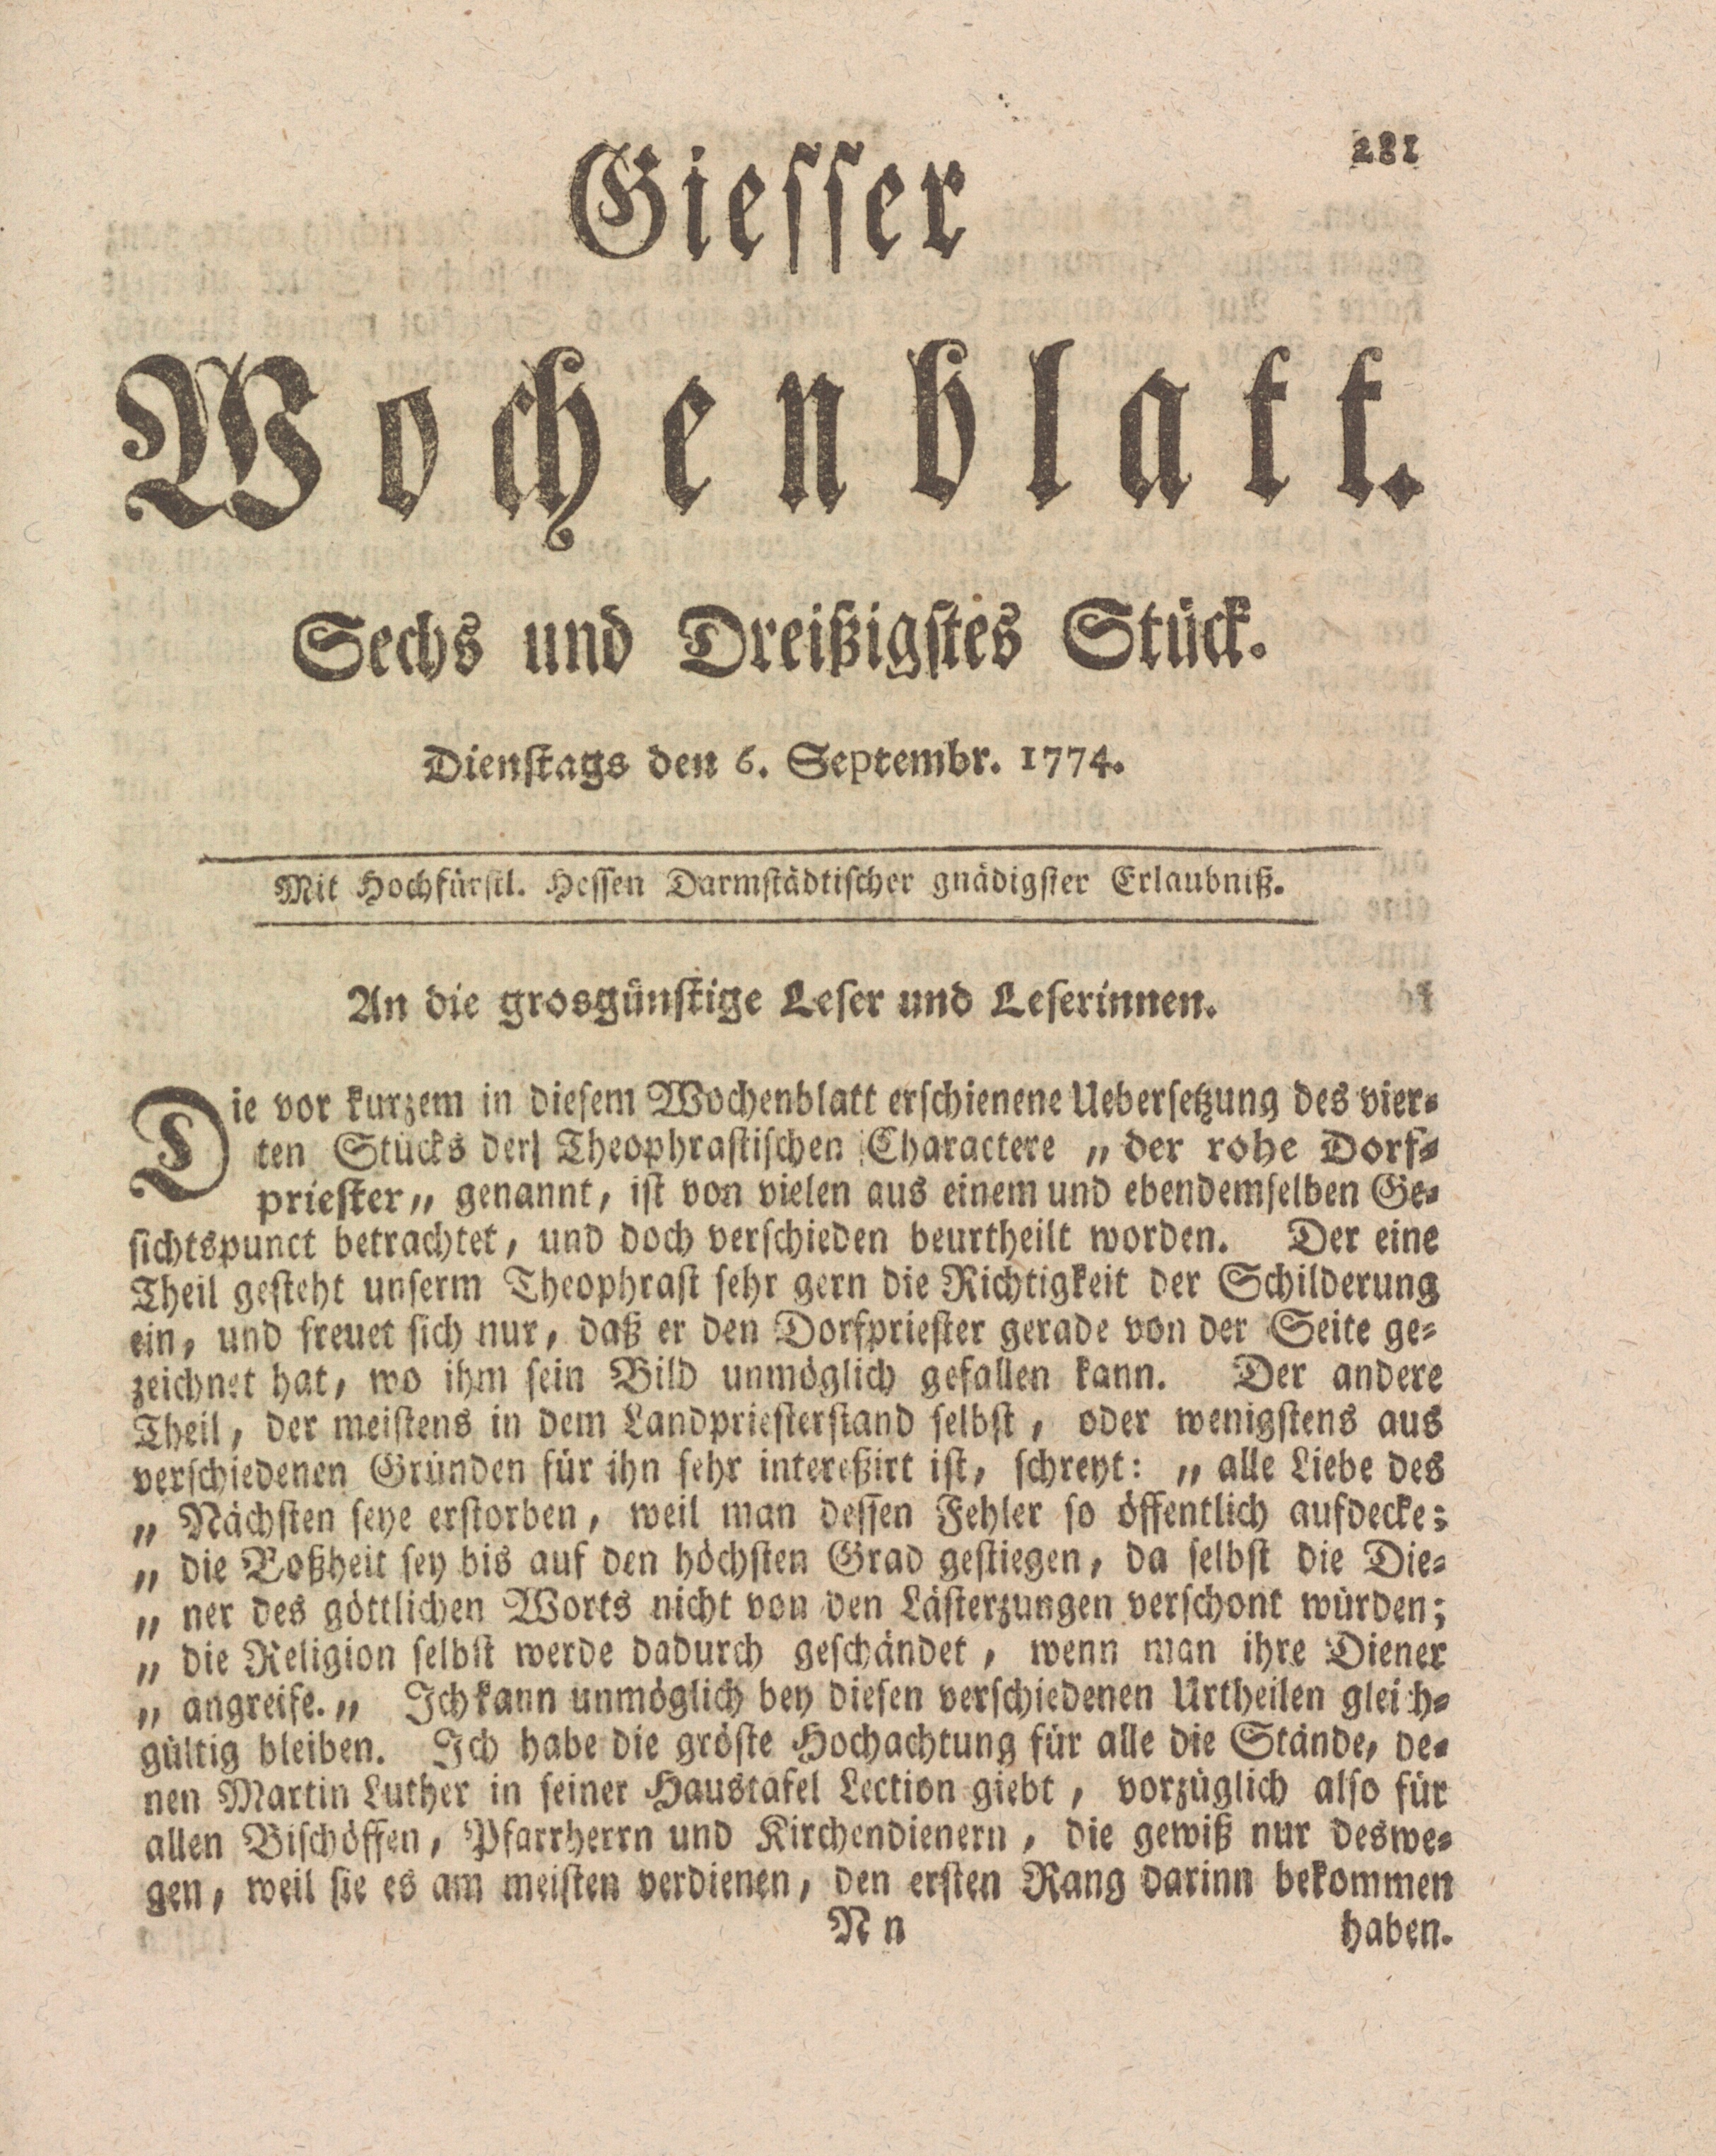 281
Giesser
Wochenblatt.
Sechs und Dreißigstes Stück.
Dienstags den 6. Septembr. 1774.
Mit Hochfürstl. Hessen Darmstädtischer gnädigster Erlaubniß.
An die grosgünstige Leser und Leserinnen.
Die vor kurzem in diesem Wochenblatt erschienene Uebersetzung des vier-
ten Stücks der Theophrastischen Charactere „der rohe Dorf-
priester„ genannt, ist von vielen aus einem und ebendemselben Ge-
sichtspunct betrachtet, und doch verschieden beurtheilt worden. Der eine
Theil gesteht unserm Theophrast sehr gern die Richtigkeit der Schilderung
ein, und freuet sich nur, daß er den Dorfpriester gerade von der Seite ge-
zeichnet hat, wo ihm sein Bild unmöglich gefallen kann. Der andere
Theil, der meistens in dem Landpriesterstand selbst, oder wenigstens aus
verschiedenen Gründen für ihn sehr intereßirt ist, schreyt: „alle Liebe des
„ Nächsten seye erstorben, weil man dessen Fehler so öffentlich aufdecke;
„ die Boßheit sey bis auf den höchsten Grad gestiegen, da selbst die Die-
„ ner des göttlichen Worts nicht von den Lästerzungen verschont würden;
„ die Religion selbst werde dadurch geschändet, wenn man ihre Diener
„ angreife.„ Ich kann unmöglich bey diesen verschiedenen Urtheilen gleich-
gültig bleiben. Ich habe die gröste Hochachtung für alle die Stände, de-
nen Martin Luther in seiner Haustafel Lection giebt, vorzüglich also für
allen Bischöffen, Pfarrherrn und Kirchendienern, die gewiß nur deswe-
gen, weil sie es am meisten verdienen, den ersten Rang darinn bekommen
Nn haben.